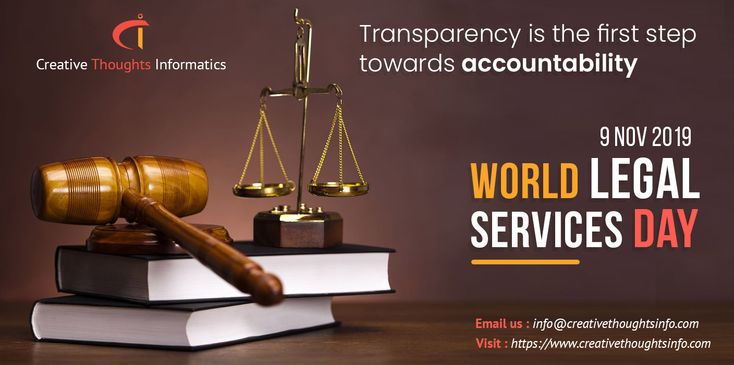 Creative Thoughts Informatics
Transparency is the first step
towards accountability
9 NOV 2019
WORLD LEGAL
SERVICES DAY
Email us : info@creativethoughtsinfo.com
Visit : https://www.creativethoughtsinfo.com